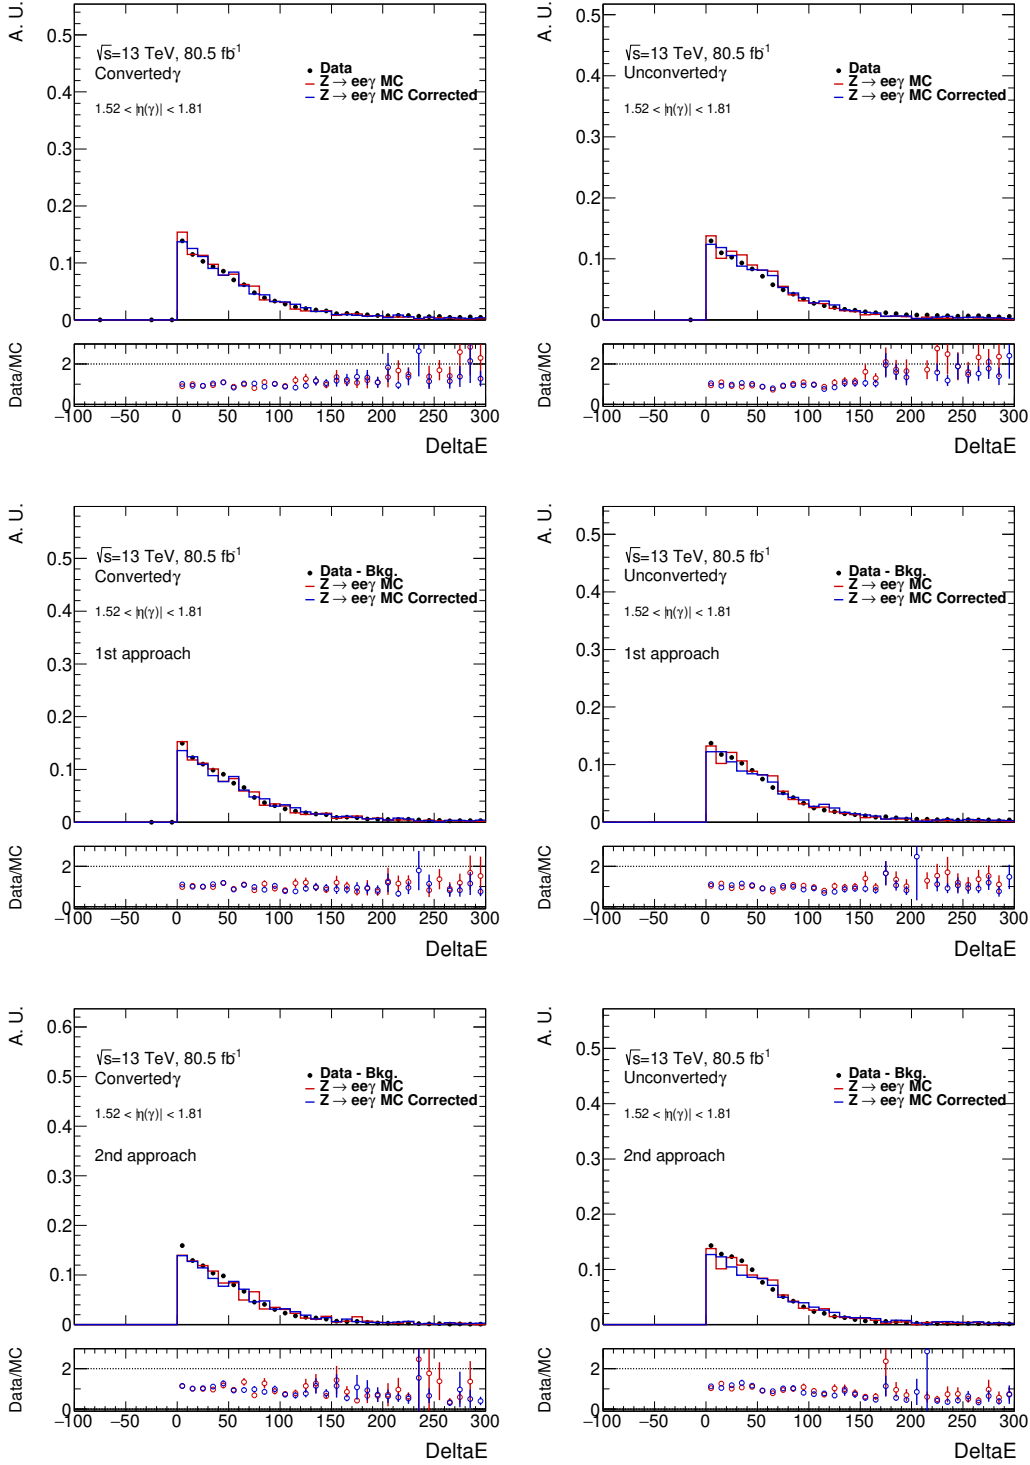 A. U.
0.5
0.4
0.3
0.2
0.1
0
√s=13 TeV, 80.5 fb⁻¹
Converted γ
1.52 < |η(γ)| < 1.81
Data
Z → eeγ MC
Z → eeγ MC Corrected
Data/MC
2
0
−100 −50 0 50 100 150 200 250 300
DeltaE
A. U.
0.5
0.4
0.3
0.2
0.1
0
√s=13 TeV, 80.5 fb⁻¹
Unconverted γ
1.52 < |η(γ)| < 1.81
Data
Z → eeγ MC
Z → eeγ MC Corrected
Data/MC
2
0
−100 −50 0 50 100 150 200 250 300
DeltaE
A. U.
0.5
0.4
0.3
0.2
0.1
0
√s=13 TeV, 80.5 fb⁻¹
Converted γ
1.52 < |η(γ)| < 1.81
1st approach
Data - Bkg.
Z → eeγ MC
Z → eeγ MC Corrected
Data/MC
2
0
−100 −50 0 50 100 150 200 250 300
DeltaE
A. U.
0.5
0.4
0.3
0.2
0.1
0
√s=13 TeV, 80.5 fb⁻¹
Unconverted γ
1.52 < |η(γ)| < 1.81
1st approach
Data - Bkg.
Z → eeγ MC
Z → eeγ MC Corrected
Data/MC
2
0
−100 −50 0 50 100 150 200 250 300
DeltaE
A. U.
0.6
0.5
0.4
0.3
0.2
0.1
0
√s=13 TeV, 80.5 fb⁻¹
Converted γ
1.52 < |η(γ)| < 1.81
2nd approach
Data - Bkg.
Z → eeγ MC
Z → eeγ MC Corrected
Data/MC
2
0
−100 −50 0 50 100 150 200 250 300
DeltaE
A. U.
0.5
0.4
0.3
0.2
0.1
0
√s=13 TeV, 80.5 fb⁻¹
Unconverted γ
1.52 < |η(γ)| < 1.81
2nd approach
Data - Bkg.
Z → eeγ MC
Z → eeγ MC Corrected
Data/MC
2
0
−100 −50 0 50 100 150 200 250 300
DeltaE